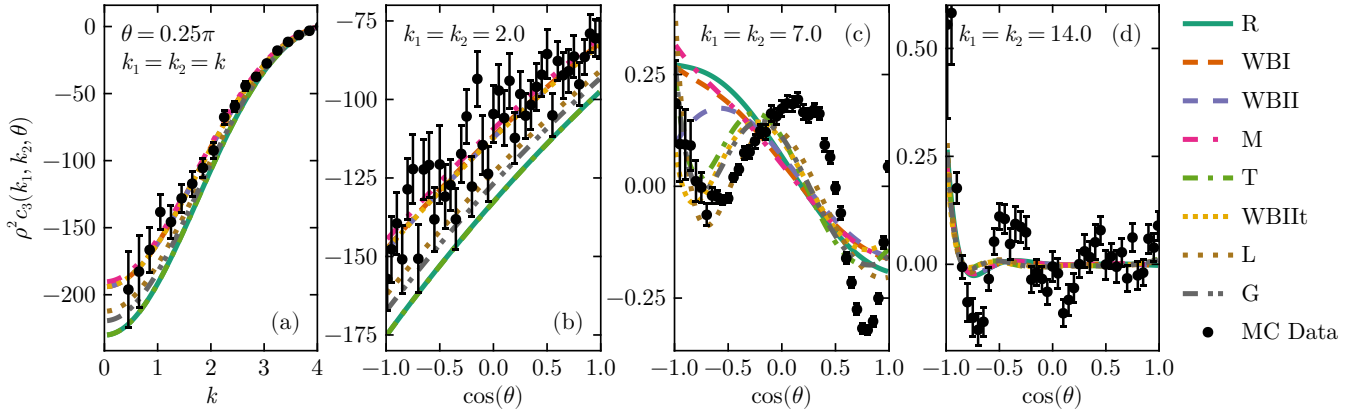 ρ²c₃(k₁, k₂, θ)
0
−50
−100
−150
−200
θ = 0.25π
k₁ = k₂ = k
(a)
0 1 2 3 4
k
−75
−100
−125
−150
−175
k₁ = k₂ = 2.0
(b)
−1.0 −0.5 0.0 0.5 1.0
cos(θ)
0.25
0.00
−0.25
k₁ = k₂ = 7.0 (c)
−1.0 −0.5 0.0 0.5 1.0
cos(θ)
0.50
0.25
0.00
k₁ = k₂ = 14.0 (d)
−1.0 −0.5 0.0 0.5 1.0
cos(θ)
R
WBI
WBII
M
T
WBIIt
L
G
MC Data